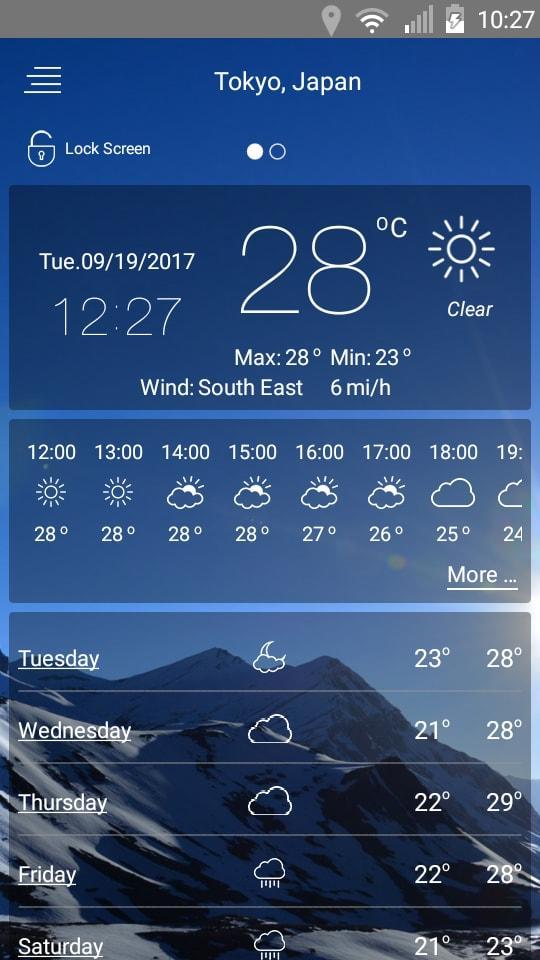 10:27
Tokyo, Japan
Lock Screen
Tue.09/19/2017
12:27
28 °C
Clear
Max: 28° Min: 23°
Wind: South East 6 mi/h
12:00 13:00 14:00 15:00 16:00 17:00 18:00 19:
28° 28° 28° 28° 27° 26° 25° 24
More ...
Tuesday 23° 28°
Wednesday 21° 28°
Thursday 22° 29°
Friday 22° 28°
Saturday 21° 23°